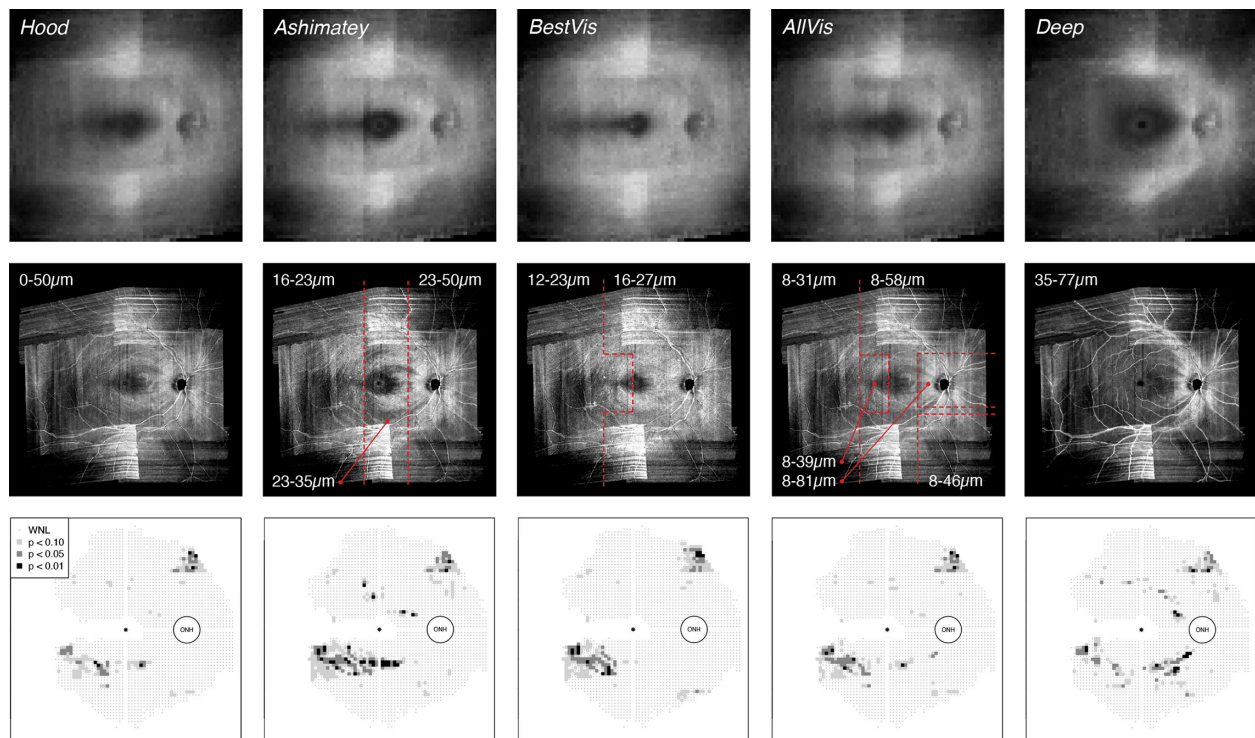 Hood
Ashimatey
BestVis
AllVis
Deep
0-50µm
16-23µm
23-50µm
23-35µm
12-23µm
16-27µm
8-31µm
8-58µm
8-39µm
8-81µm
8-46µm
35-77µm
WNL
p < 0.10
p < 0.05
p < 0.01
ONH
ONH
ONH
ONH
ONH